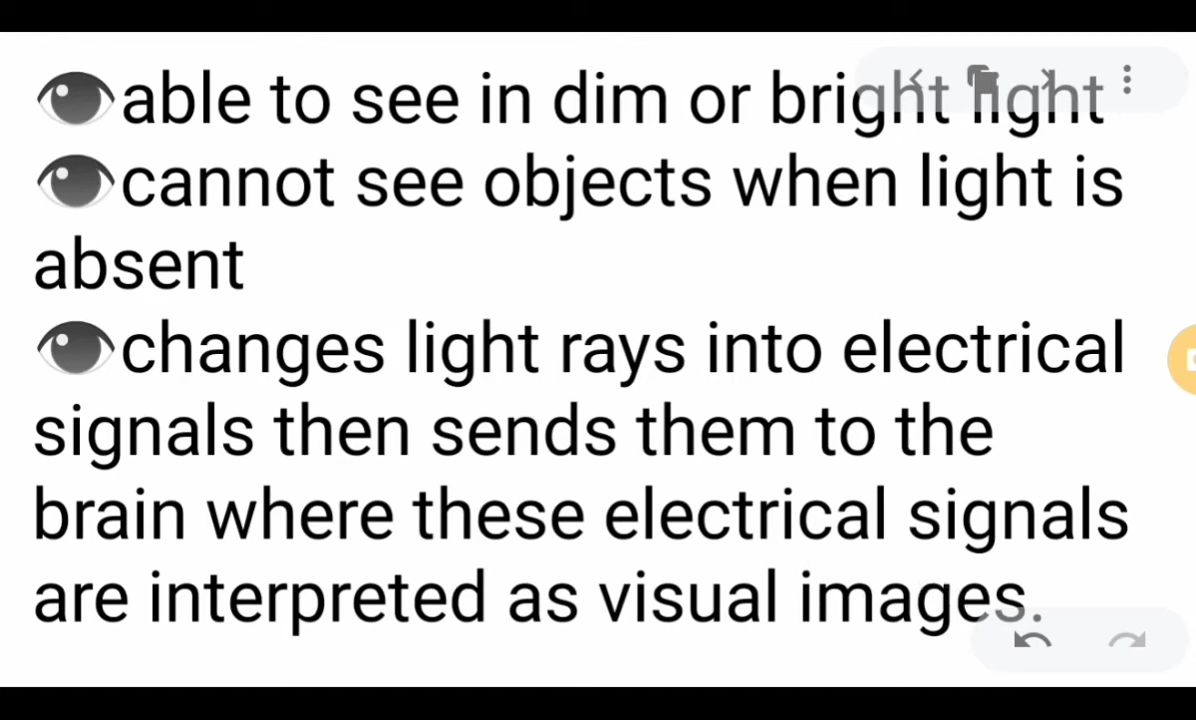 👁able to see in dim or bright light
👁cannot see objects when light is
absent
👁changes light rays into electrical
signals then sends them to the
brain where these electrical signals
are interpreted as visual images.